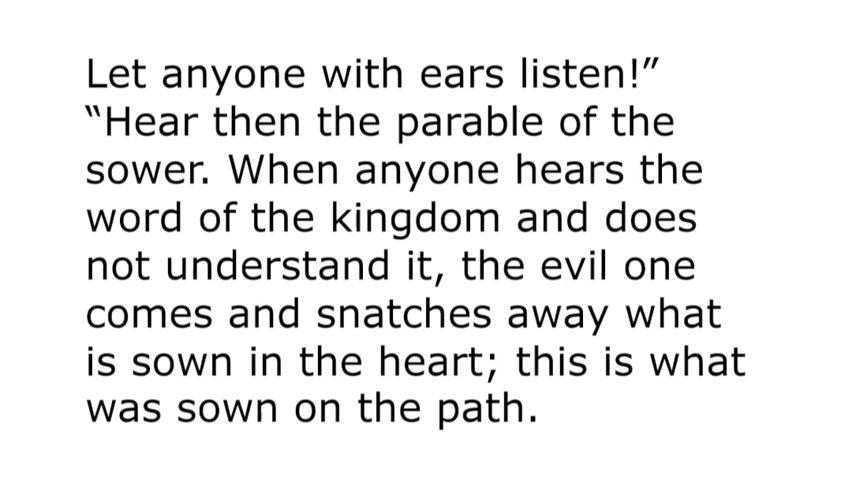 Let anyone with ears listen!”
“Hear then the parable of the
sower. When anyone hears the
word of the kingdom and does
not understand it, the evil one
comes and snatches away what
is sown in the heart; this is what
was sown on the path.